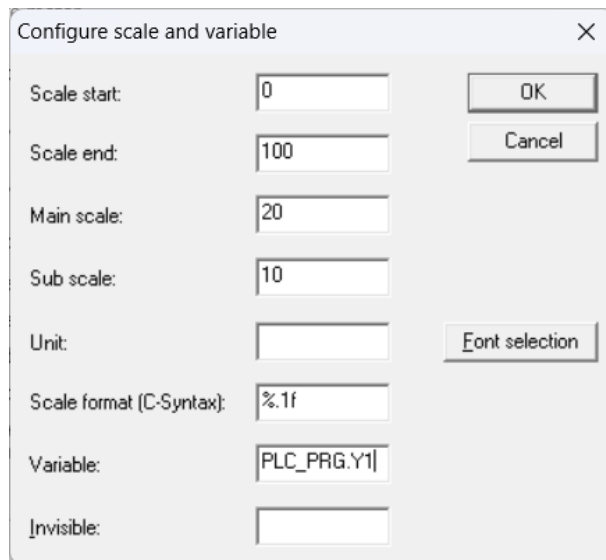 Configure scale and variable
Scale start: 0 OK
Scale end: 100 Cancel
Main scale: 20
Sub scale: 10
Unit: Font selection
Scale format (C-Syntax): %.1f
Variable: PLC_PRG.Y1
Invisible: